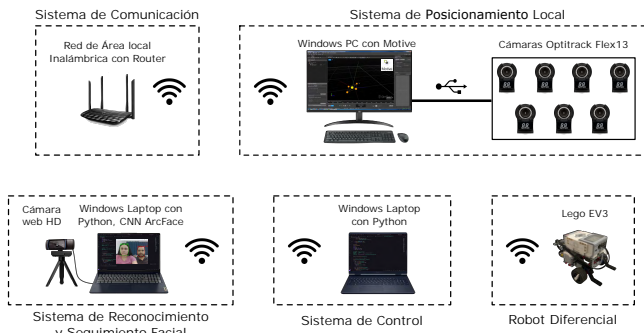 Sistema de Comunicación
Sistema de Posicionamiento Local
Red de Área local
Inalámbrica con Router
Windows PC con Motive
Cámaras Optitrack Flex13
Cámara
web HD
Windows Laptop con
Python, CNN ArcFace
Windows Laptop
con Python
Lego EV3
Sistema de Reconocimiento
y Seguimiento Facial
Sistema de Control
Robot Diferencial